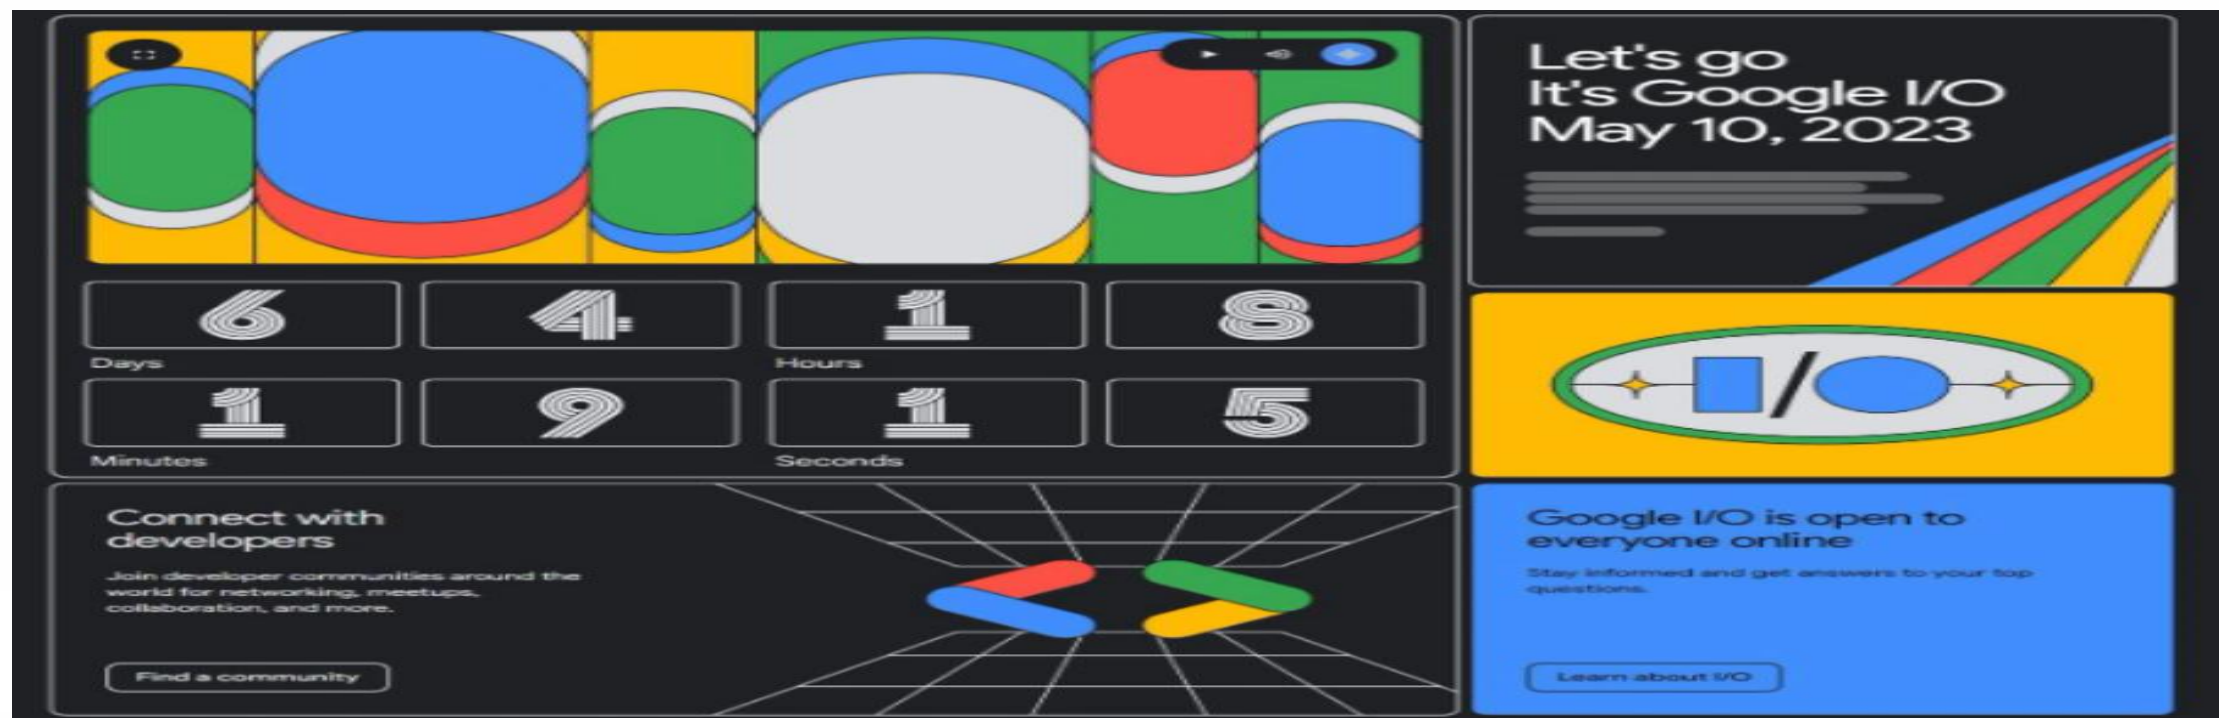 6 4 1 8
Days Hours
1 9 1 5
Minutes Seconds
Let's go
It's Google I/O
May 10, 2023
I/O
Connect with
developers
Join developer communities around the
world for networking, meetups,
collaboration, and more.
Find a community
Google I/O is open to
everyone online
Stay informed and get answers to your top
questions.
Learn about I/O